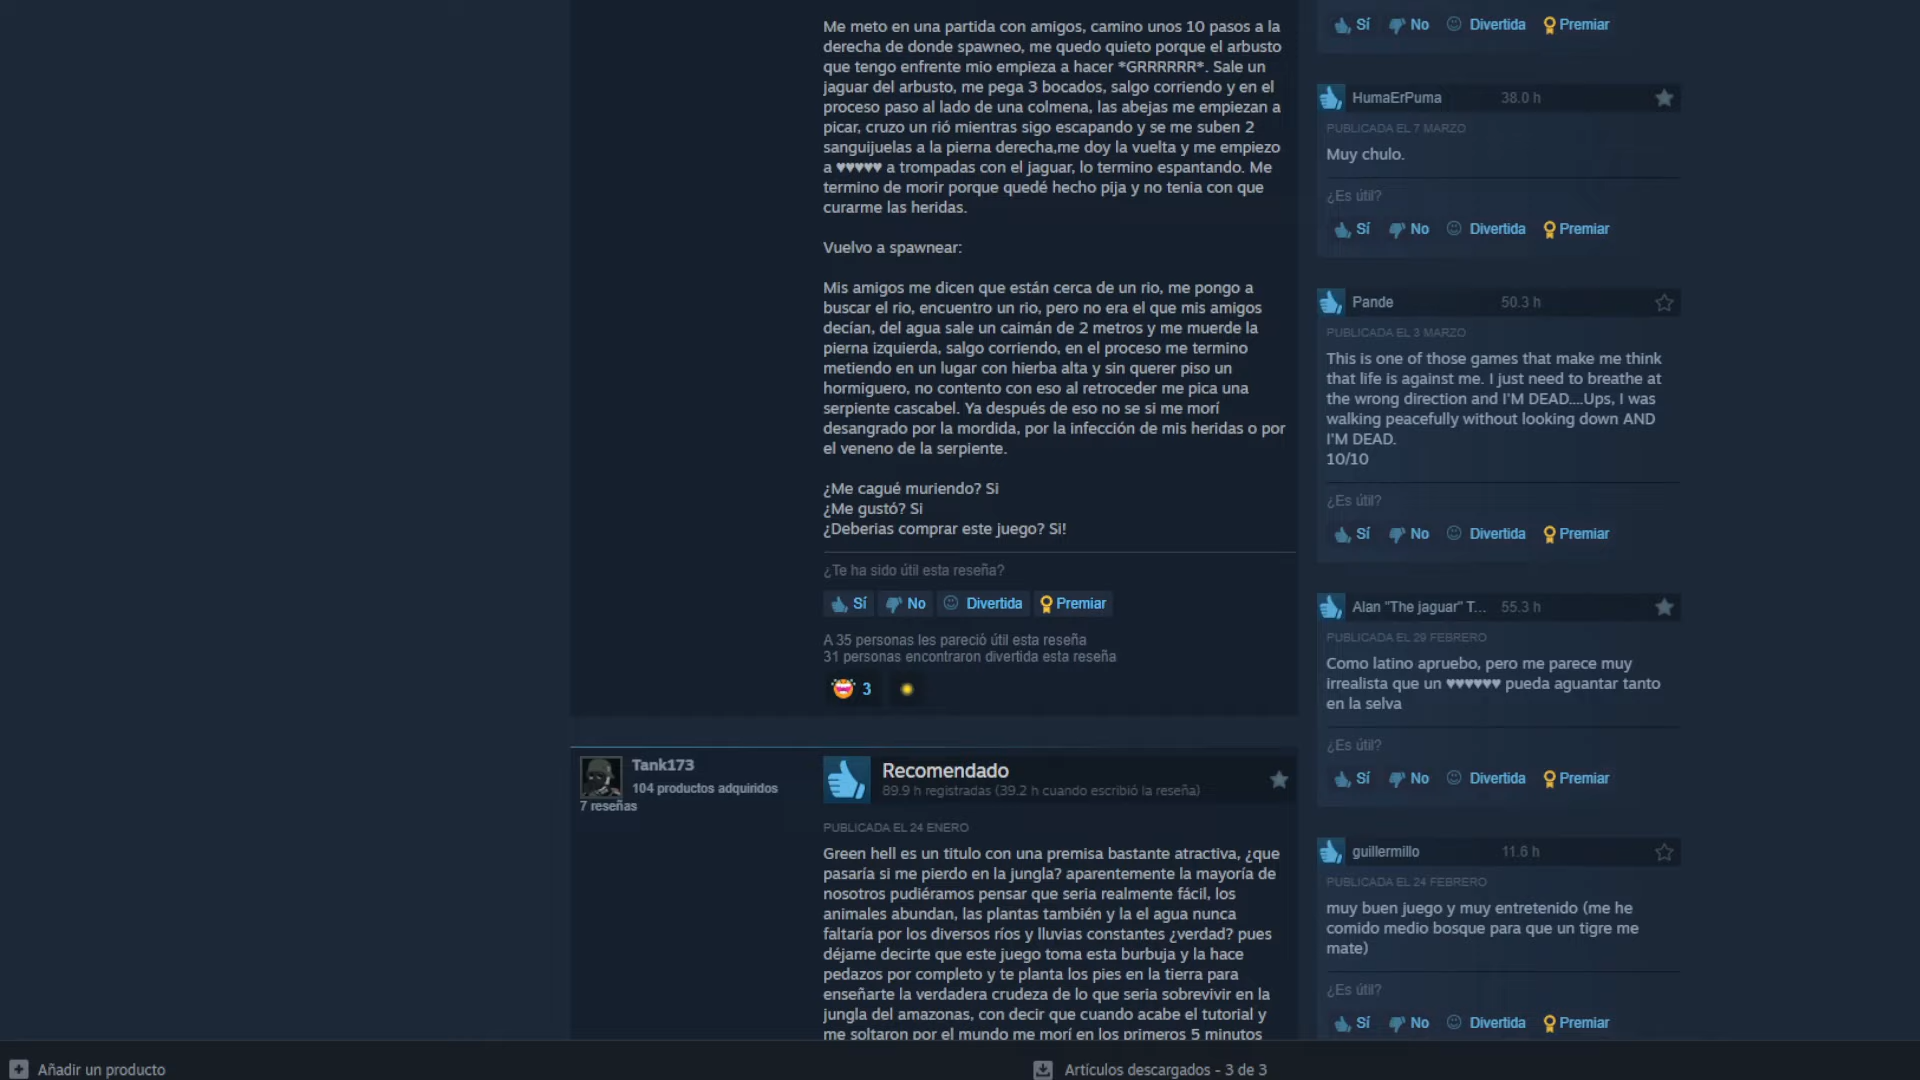 Me meto en una partida con amigos, camino unos 10 pasos a la
derecha de donde spawneo, me quedo quieto porque el arbusto
que tengo enfrente mio empieza a hacer *GRRRRRR*. Sale un
jaguar del arbusto, me pega 3 bocados, salgo corriendo y en el
proceso paso al lado de una colmena, las abejas me empiezan a
picar, cruzo un rió mientras sigo escapando y se me suben 2
sanguijuelas a la pierna derecha,me doy la vuelta y me empiezo
a ♥♥♥♥♥ a trompadas con el jaguar, lo termino espantando. Me
termino de morir porque quedé hecho pija y no tenia con que
curarme las heridas.
Vuelvo a spawnear:
Mis amigos me dicen que están cerca de un rio, me pongo a
buscar el rio, encuentro un rio, pero no era el que mis amigos
decían, del agua sale un caimán de 2 metros y me muerde la
pierna izquierda, salgo corriendo, en el proceso me termino
metiendo en un lugar con hierba alta y sin querer piso un
hormiguero, no contento con eso al retroceder me pica una
serpiente cascabel. Ya después de eso no se si me morí
desangrado por la mordida, por la infección de mis heridas o por
el veneno de la serpiente.
¿Me cagué muriendo? Si
¿Me gustó? Si
¿Deberias comprar este juego? Si!
¿Te ha sido útil esta reseña?
Sí No Divertida Premiar
A 35 personas les pareció útil esta reseña
31 personas encontraron divertida esta reseña
3
Tank173
104 productos adquiridos
7 reseñas
Recomendado
89.9 h registradas (39.2 h cuando escribió la reseña)
PUBLICADA EL 24 ENERO
Green hell es un titulo con una premisa bastante atractiva, ¿que
pasaría si me pierdo en la jungla? aparentemente la mayoría de
nosotros pudiéramos pensar que seria realmente fácil, los
animales abundan, las plantas también y la el agua nunca
faltaría por los diversos ríos y lluvias constantes ¿verdad? pues
déjame decirte que este juego toma esta burbuja y la hace
pedazos por completo y te planta los pies en la tierra para
enseñarte la verdadera crudeza de lo que seria sobrevivir en la
jungla del amazonas, con decir que cuando acabe el tutorial y
me soltaron por el mundo me morí en los primeros 5 minutos
Sí No Divertida Premiar
HumaErPuma 38.0 h
PUBLICADA EL 7 MARZO
Muy chulo.
¿Es útil?
Sí No Divertida Premiar
Pande 50.3 h
PUBLICADA EL 3 MARZO
This is one of those games that make me think
that life is against me. I just need to breathe at
the wrong direction and I'M DEAD....Ups, I was
walking peacefully without looking down AND
I'M DEAD.
10/10
¿Es útil?
Sí No Divertida Premiar
Alan "The jaguar" T... 55.3 h
PUBLICADA EL 29 FEBRERO
Como latino apruebo, pero me parece muy
irrealista que un ♥♥♥♥♥♥ pueda aguantar tanto
en la selva
¿Es útil?
Sí No Divertida Premiar
guillermillo 11.6 h
PUBLICADA EL 24 FEBRERO
muy buen juego y muy entretenido (me he
comido medio bosque para que un tigre me
mate)
¿Es útil?
Sí No Divertida Premiar
Añadir un producto
Artículos descargados - 3 de 3